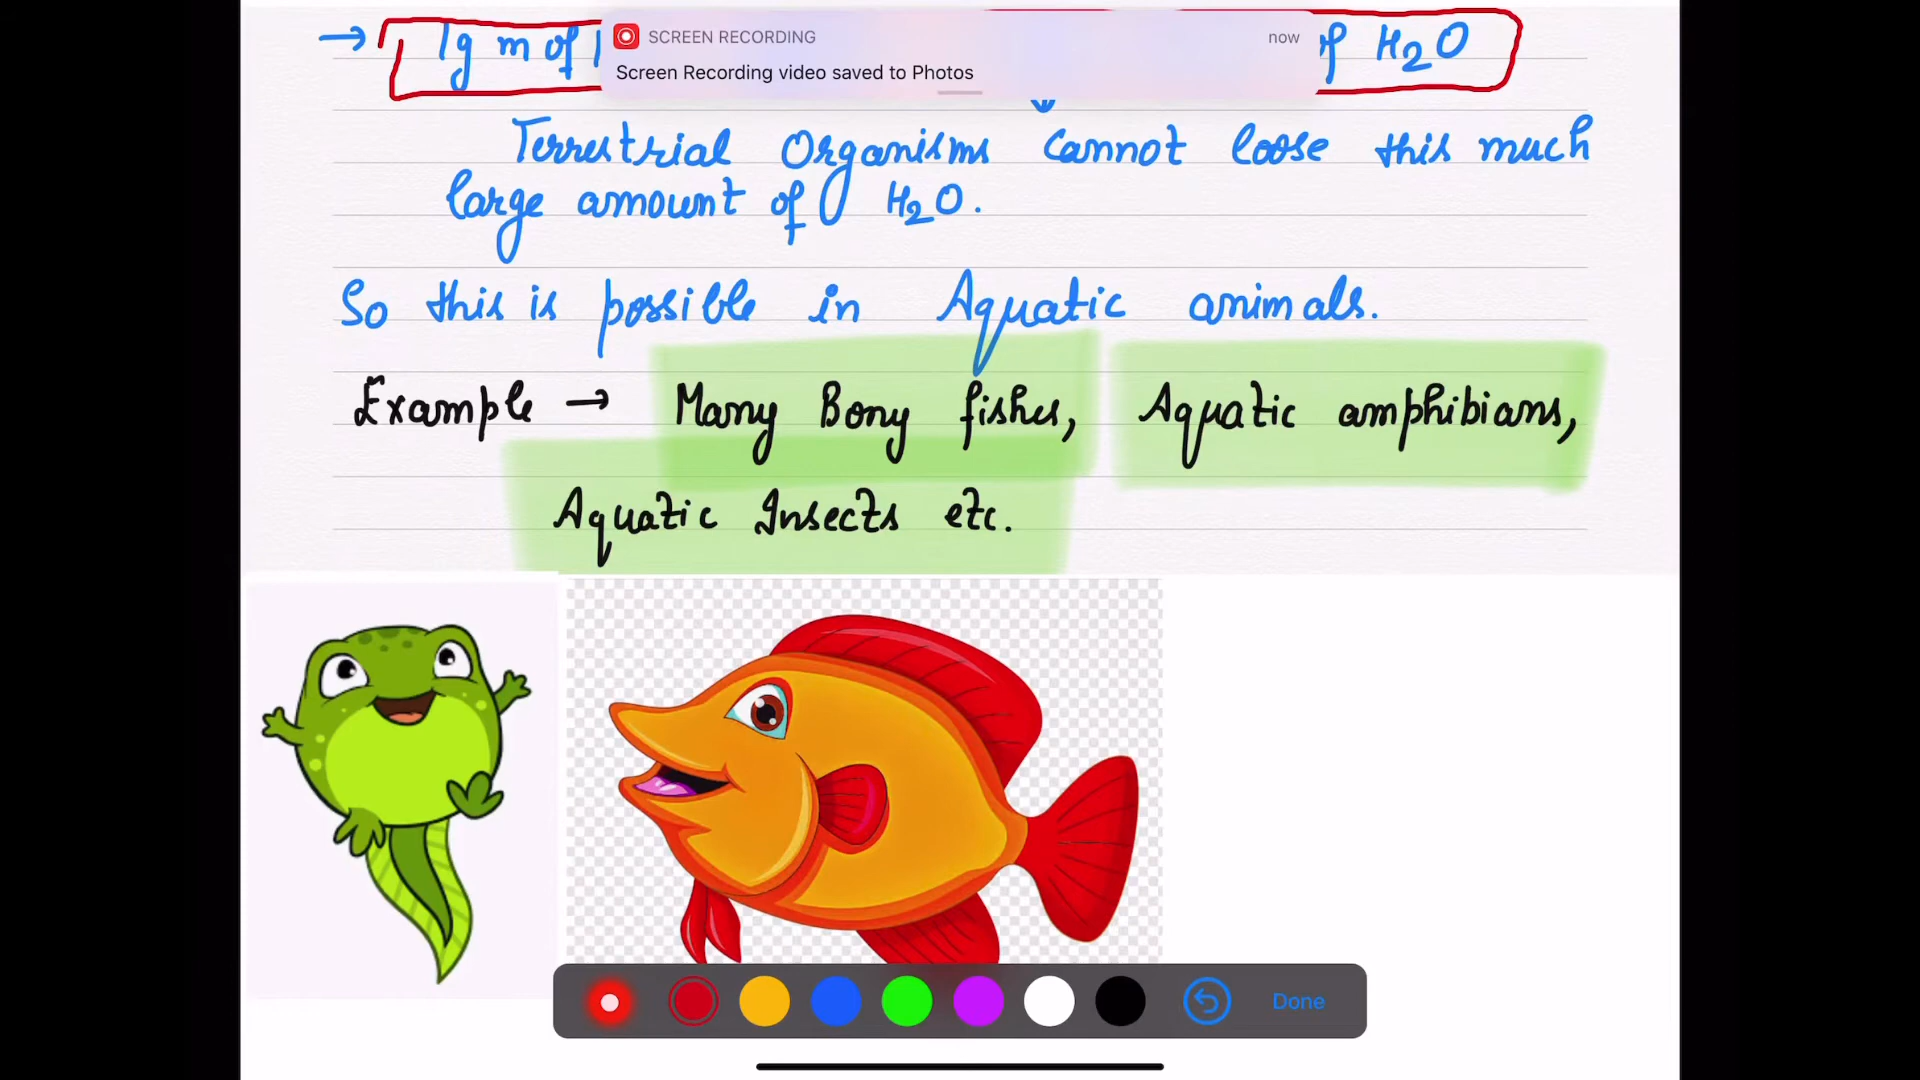 SCREEN RECORDING now
Screen Recording video saved to Photos
→ 1g m of of H2O
Terrestrial Organisms cannot loose this much
large amount of H2O.
So this is possible in Aquatic animals.
Example → Many Bony fishes, Aquatic amphibians,
Aquatic Insects etc.
Done